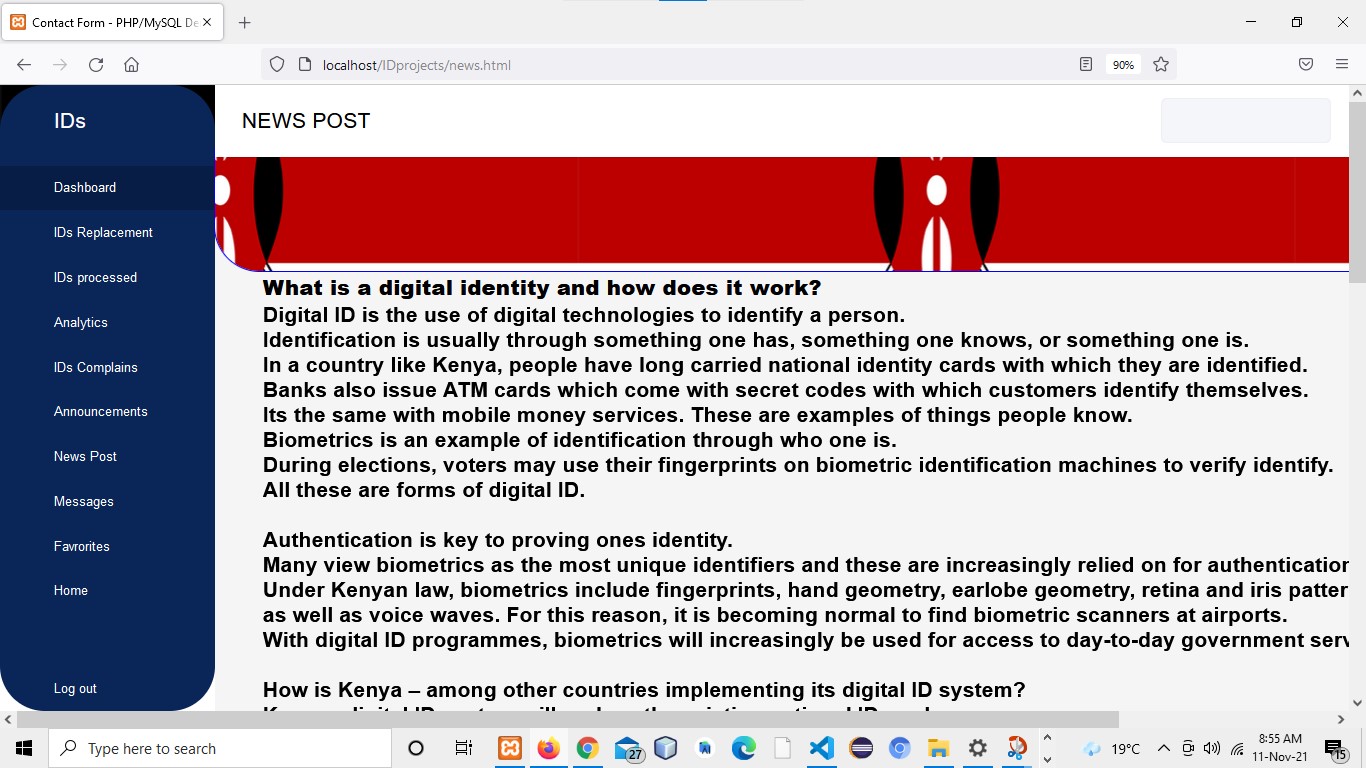 Contact Form - PHP/MySQL De
localhost/IDprojects/news.html
90%
IDs
NEWS POST
Dashboard
IDs Replacement
IDs processed
Analytics
IDs Complains
Announcements
News Post
Messages
Favrorites
Home
Log out
What is a digital identity and how does it work?
Digital ID is the use of digital technologies to identify a person.
Identification is usually through something one has, something one knows, or something one is.
In a country like Kenya, people have long carried national identity cards with which they are identified.
Banks also issue ATM cards which come with secret codes with which customers identify themselves.
Its the same with mobile money services. These are examples of things people know.
Biometrics is an example of identification through who one is.
During elections, voters may use their fingerprints on biometric identification machines to verify identify.
All these are forms of digital ID.
Authentication is key to proving ones identity.
Many view biometrics as the most unique identifiers and these are increasingly relied on for authentication
Under Kenyan law, biometrics include fingerprints, hand geometry, earlobe geometry, retina and iris patter
as well as voice waves. For this reason, it is becoming normal to find biometric scanners at airports.
With digital ID programmes, biometrics will increasingly be used for access to day-to-day government serv
How is Kenya – among other countries implementing its digital ID system?
Type here to search
27
19°C
8:55 AM
11-Nov-21
15